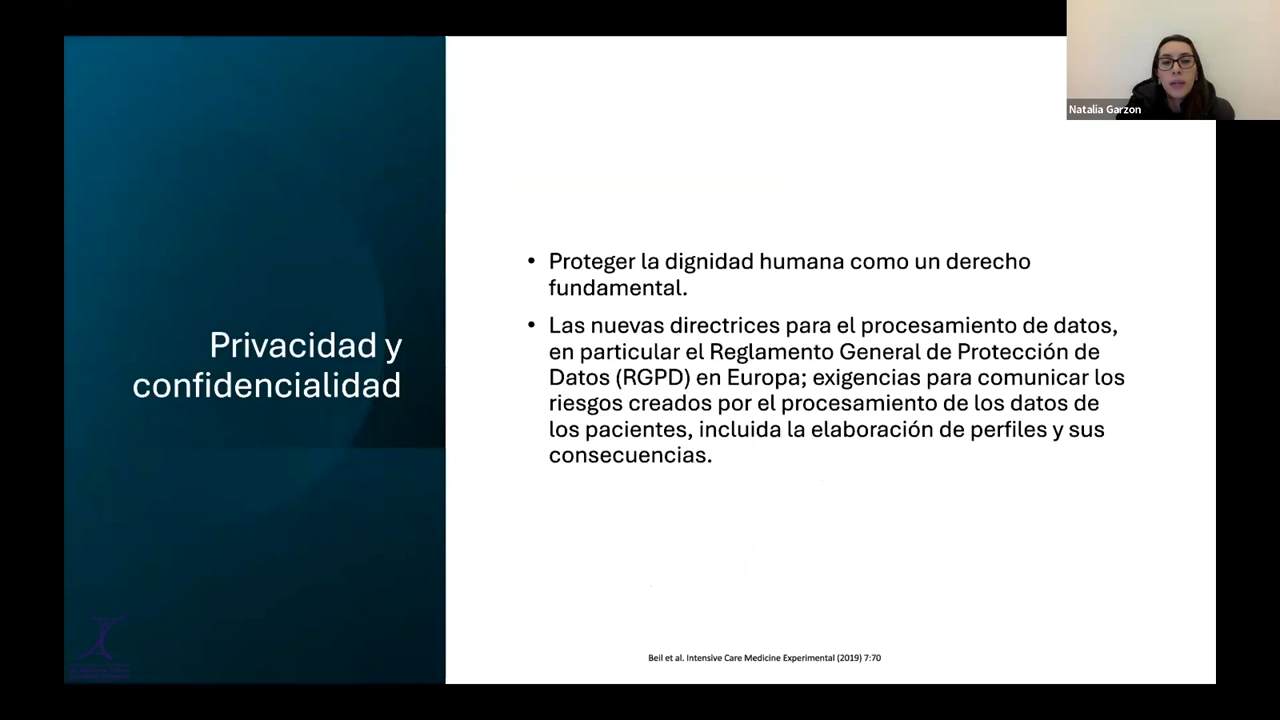 Natalia Garzon
Privacidad y
confidencialidad
• Proteger la dignidad humana como un derecho
fundamental.
• Las nuevas directrices para el procesamiento de datos,
en particular el Reglamento General de Protección de
Datos (RGPD) en Europa; exigencias para comunicar los
riesgos creados por el procesamiento de los datos de
los pacientes, incluida la elaboración de perfiles y sus
consecuencias.
Beil et al. Intensive Care Medicine Experimental (2019) 7:70